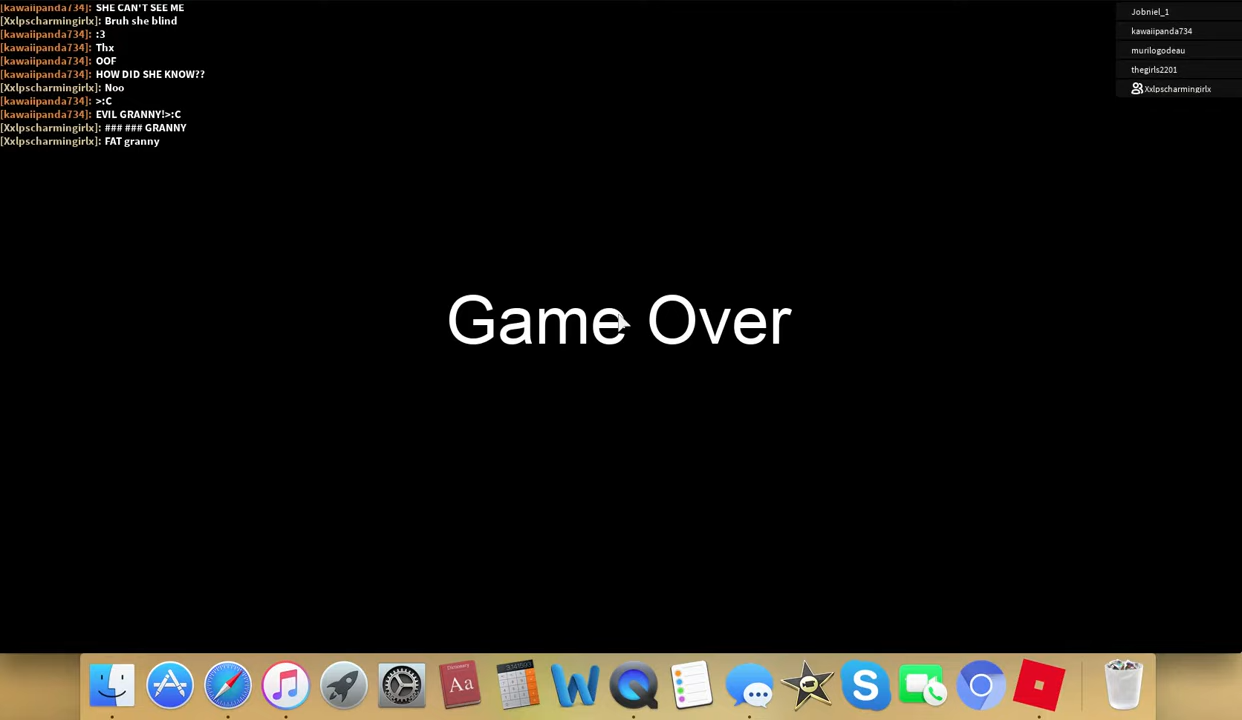 [kawaiipanda734]: SHE CAN'T SEE ME
[Xxlpscharmingirlx]: Bruh she blind
[kawaiipanda734]: :3
[kawaiipanda734]: Thx
[kawaiipanda734]: OOF
[kawaiipanda734]: HOW DID SHE KNOW??
[Xxlpscharmingirlx]: Noo
[kawaiipanda734]: >:C
[kawaiipanda734]: EVIL GRANNY!>:C
[Xxlpscharmingirlx]: ### ### GRANNY
[Xxlpscharmingirlx]: FAT granny
Jobniel_1
kawaiipanda734
murilogodeau
thegirls2201
Xxlpscharmingirlx
Game Over
Dictionary
Aa
W
S